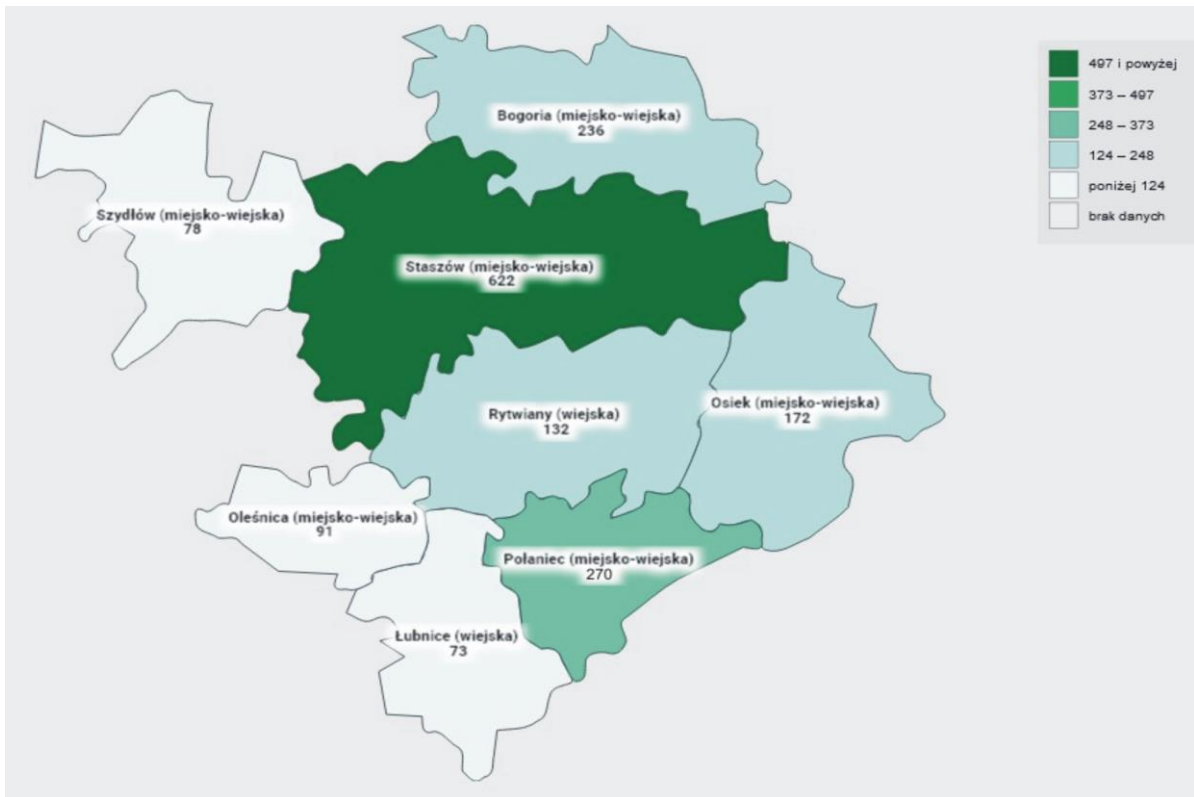 497 i powyżej
373 – 497
248 – 373
124 – 248
poniżej 124
brak danych
Bogoria (miejsko-wiejska)
236
Szydłów (miejsko-wiejska)
78
Staszów (miejsko-wiejska)
622
Osiek (miejsko-wiejska)
172
Rytwiany (wiejska)
132
Oleśnica (miejsko-wiejska)
91
Połaniec (miejsko-wiejska)
270
Łubnice (wiejska)
73